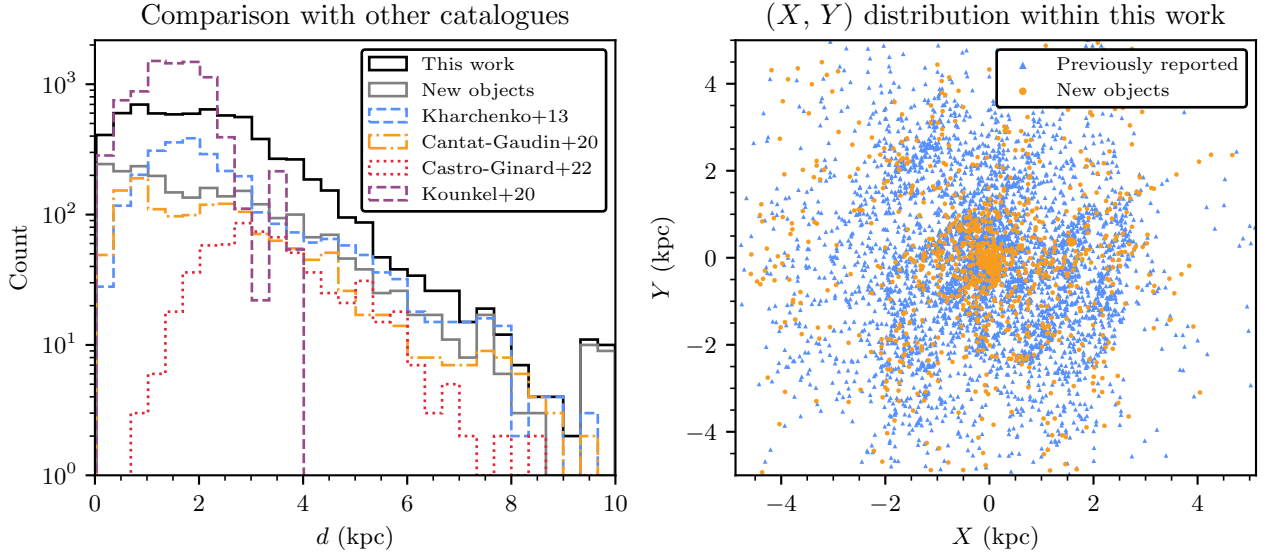 Comparison with other catalogues
10³
10²
10¹
10⁰
Count
This work
New objects
Kharchenko+13
Cantat-Gaudin+20
Castro-Ginard+22
Kounkel+20
0 2 4 6 8 10
d (kpc)
(X, Y) distribution within this work
4
2
0
−2
−4
Y (kpc)
Previously reported
New objects
−4 −2 0 2 4
X (kpc)